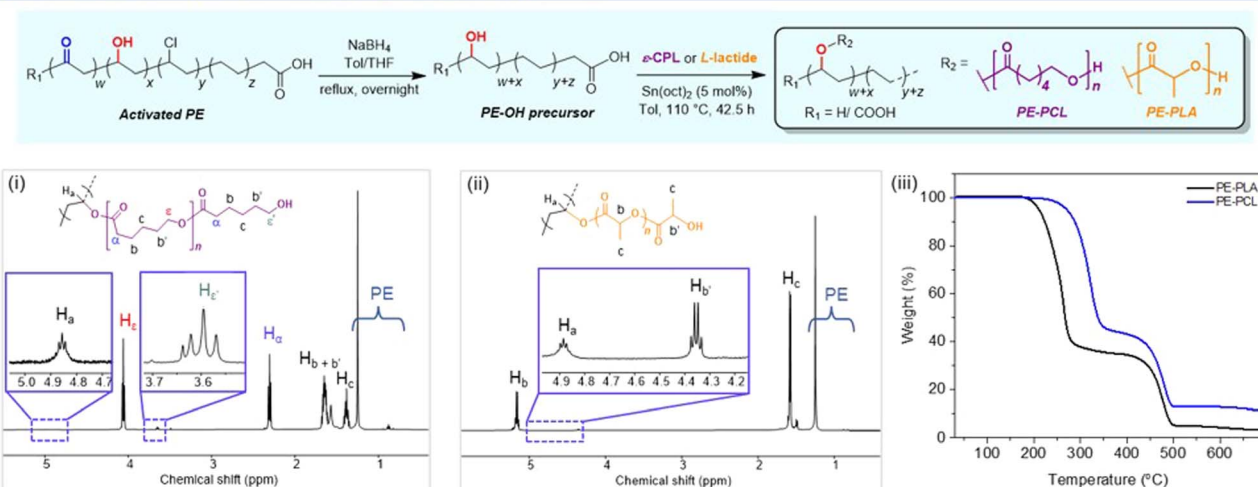 O
OH
Cl
R1
w
x
y
z
O
OH
Activated PE
NaBH4
Tol/THF
reflux, overnight
OH
R1
w+x
y+z
O
OH
PE-OH precursor
ε-CPL or L-lactide
Sn(oct)2 (5 mol%)
Tol, 110 °C, 42.5 h
O
R2
R1
w+x
y+z
R1 = H/ COOH
R2 =
O
4
O
H
n
PE-PCL
O
O
H
n
PE-PLA
(i)
Ha
O
O
α
b
c
b'
ε
O
n
O
α
b
c
b'
ε'
OH
Ha
5.0 4.9 4.8 4.7
Hε
Hε'
3.7 3.6
Hα
Hb + b'
Hc
PE
5 4 3 2 1
Chemical shift (ppm)
(ii)
Ha
O
O
b
c
O
n
O
c
b'
OH
Hb
Ha
Hb'
4.9 4.8 4.7 4.6 4.5 4.4 4.3 4.2
Hc
PE
5 4 3 2 1
Chemical shift (ppm)
(iii)
PE-PLA
PE-PCL
Weight (%)
100
80
60
40
20
0
100 200 300 400 500 600
Temperature (°C)